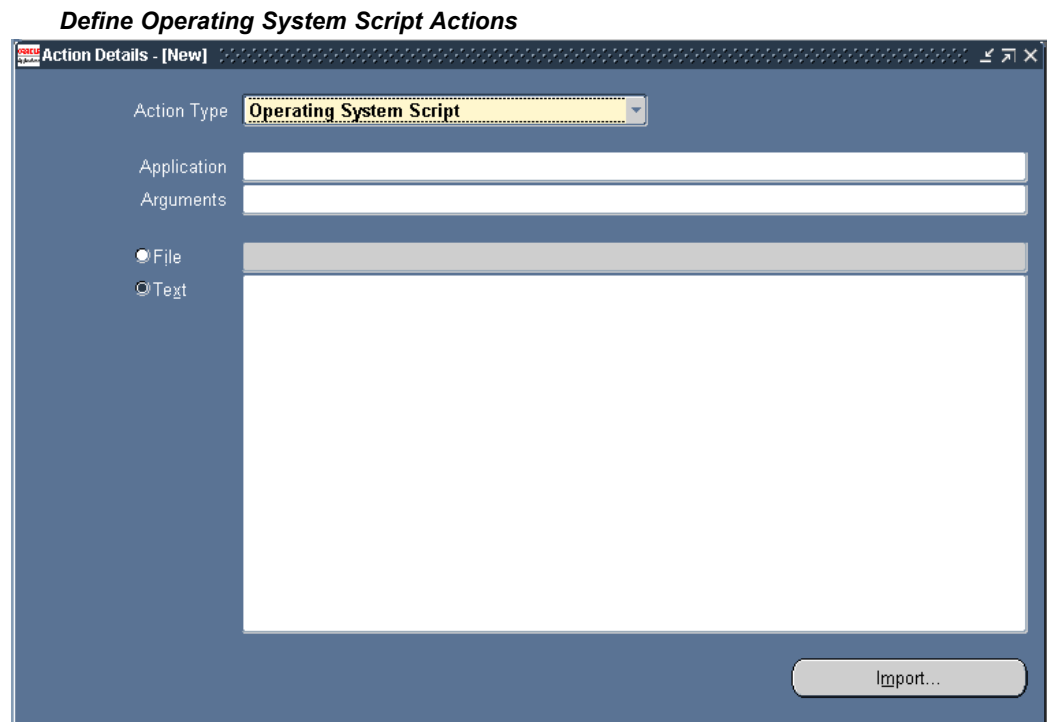 Define Operating System Script Actions
Action Details - [New]
Action Type Operating System Script
Application
Arguments
File
Text
Import...